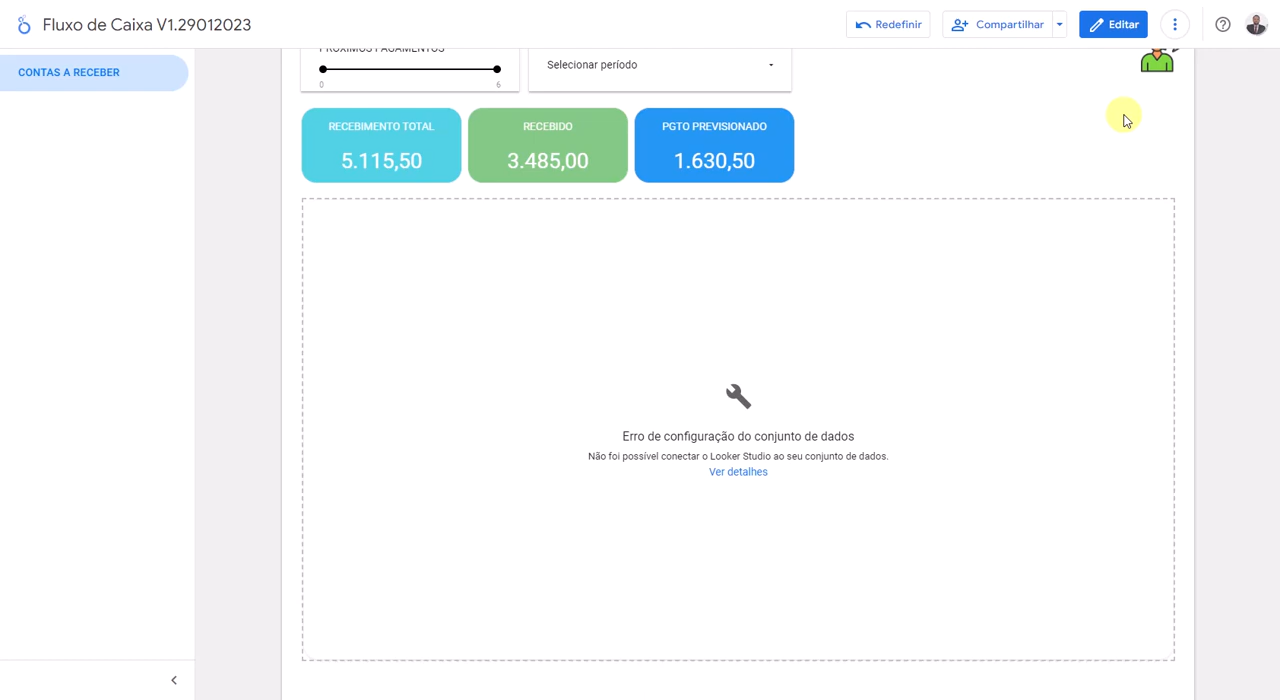 Fluxo de Caixa V1.29012023
Redefinir
Compartilhar
Editar
CONTAS A RECEBER
PRÓXIMOS PAGAMENTOS
0
6
Selecionar período
RECEBIMENTO TOTAL
5.115,50
RECEBIDO
3.485,00
PGTO PREVISIONADO
1.630,50
Erro de configuração do conjunto de dados
Não foi possível conectar o Looker Studio ao seu conjunto de dados.
Ver detalhes